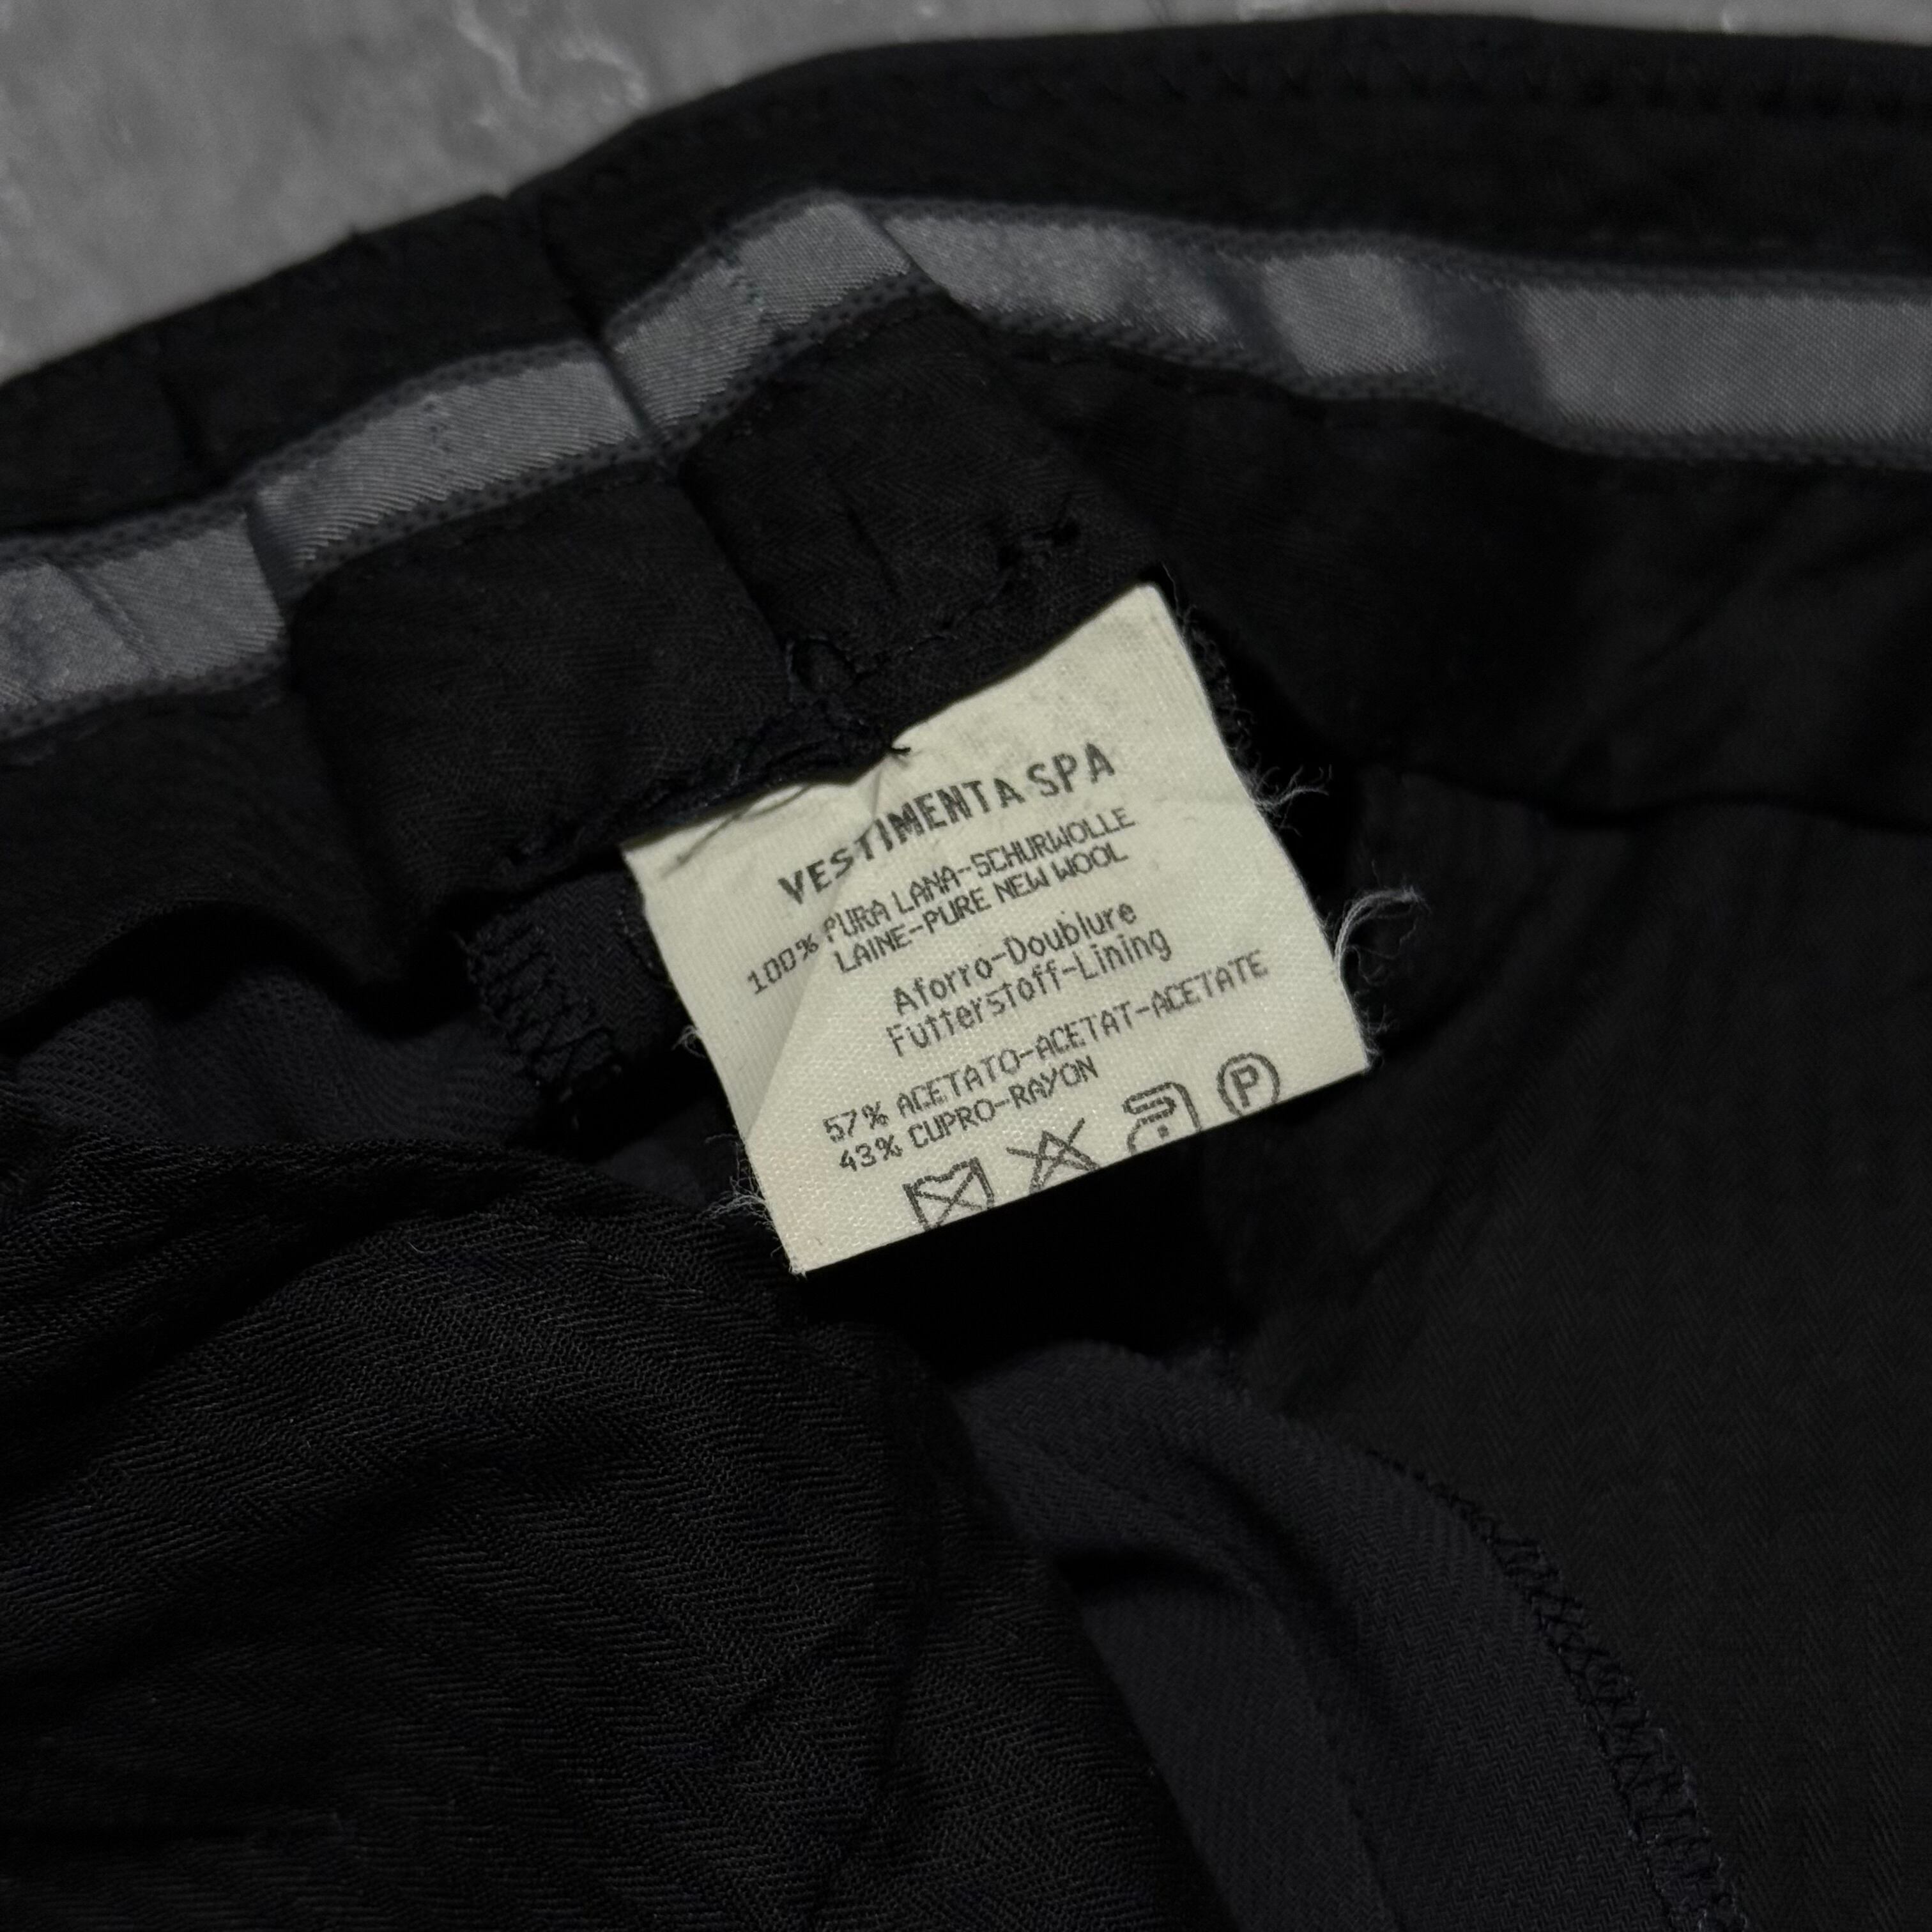 VESTIMENTA SPA
100% PURA LANA-SCHURWOLLE
LAINE-PURE NEW WOOL
Aforro-Doublure
Futterstoff-Lining
57% ACETATO-ACETAT-ACETATE
43% CUPRO-RAYON
P